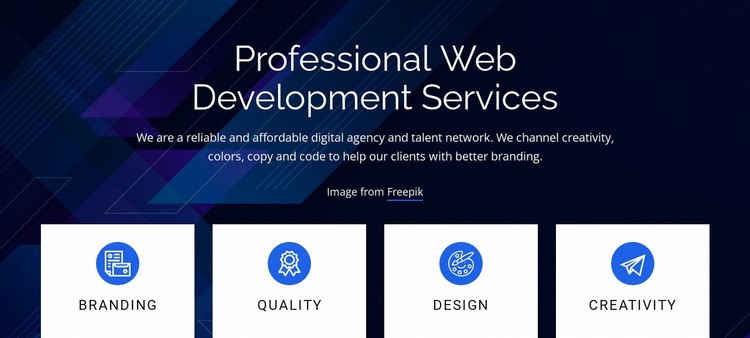 Professional Web
Development Services
We are a reliable and affordable digital agency and talent network. We channel creativity,
colors, copy and code to help our clients with better branding.
Image from Freepik
BRANDING
QUALITY
DESIGN
CREATIVITY